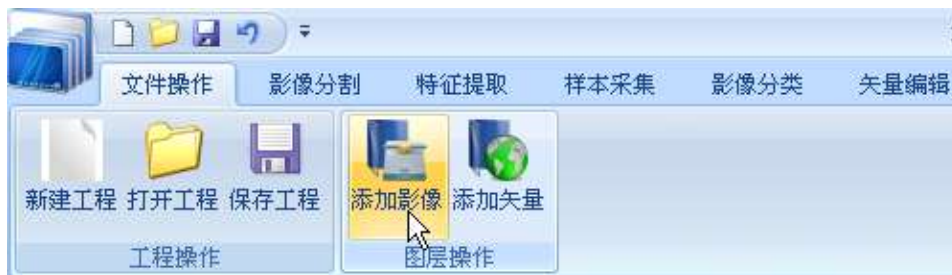 文件操作 影像分割 特征提取 样本采集 影像分类 矢量编辑
新建工程 打开工程 保存工程 添加影像 添加矢量
工程操作 图层操作